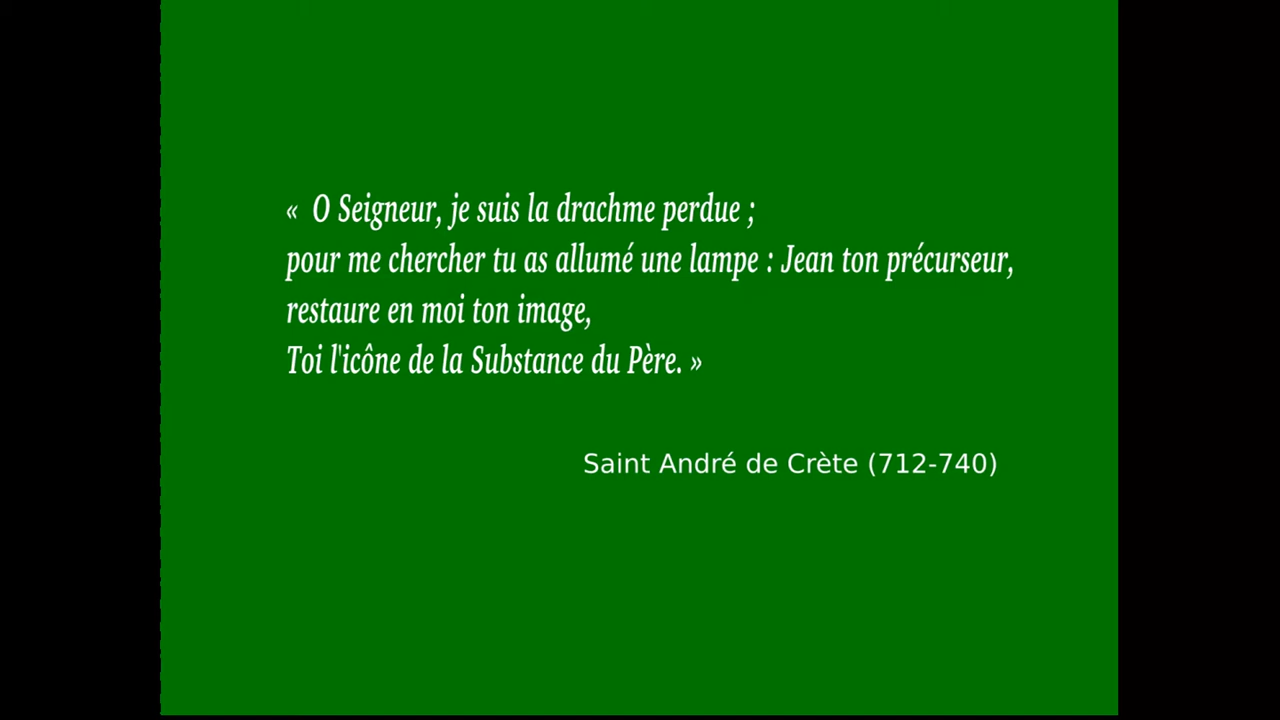 «  O Seigneur, je suis la drachme perdue ;
pour me chercher tu as allumé une lampe : Jean ton précurseur,
restaure en moi ton image,
Toi l'icône de la Substance du Père. »
Saint André de Crète (712-740)